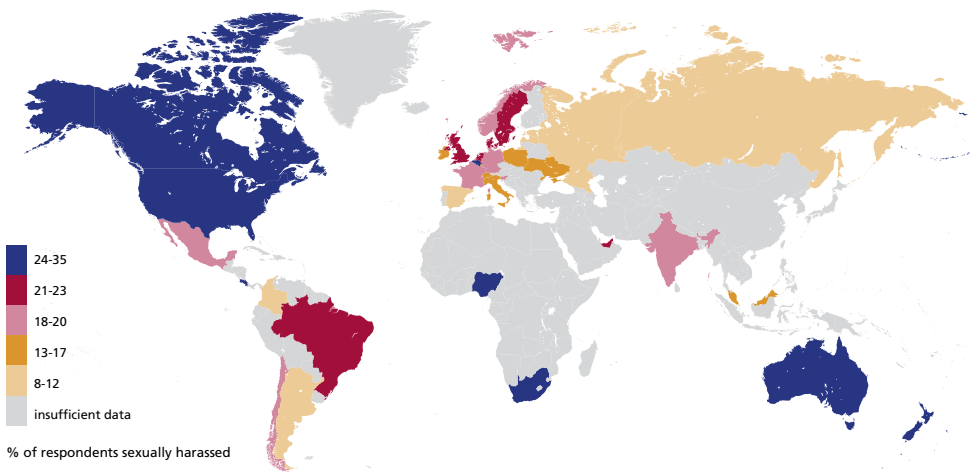 24-35
21-23
18-20
13-17
8-12
insufficient data
% of respondents sexually harassed